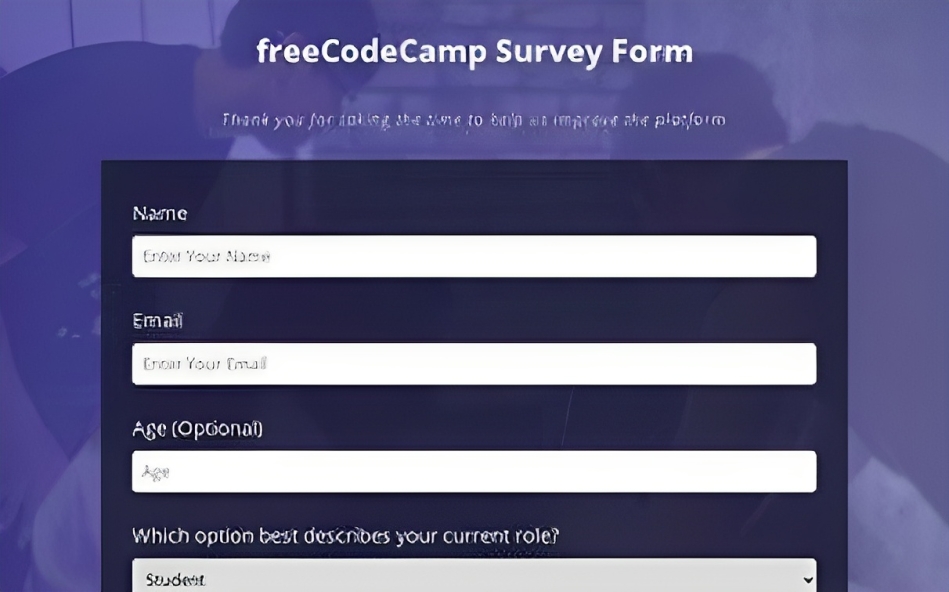 freeCodeCamp Survey Form
Thank you for taking the time to help us improve the platform
Name
Enter Your Name
Email
Enter Your Email
Age (Optional)
Age
Which option best describes your current role?
Student